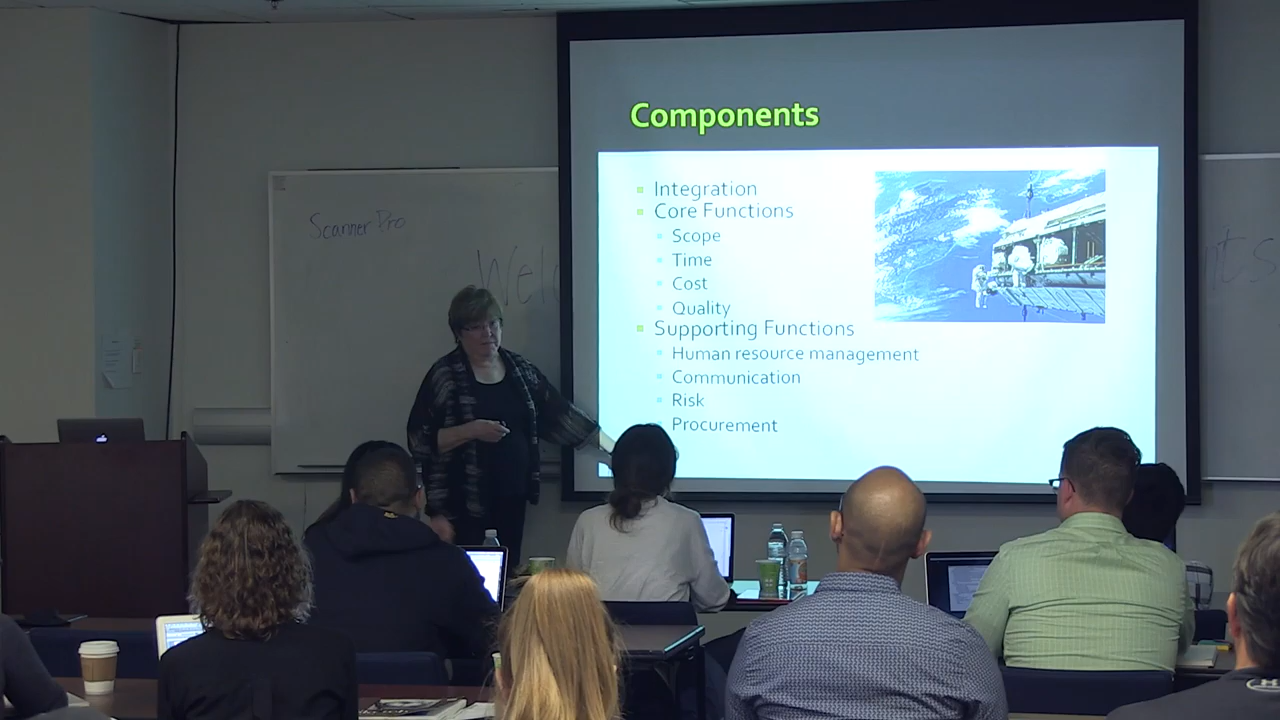 Components
Integration
Core Functions
Scope
Time
Cost
Quality
Supporting Functions
Human resource management
Communication
Risk
Procurement
Scanner Pro